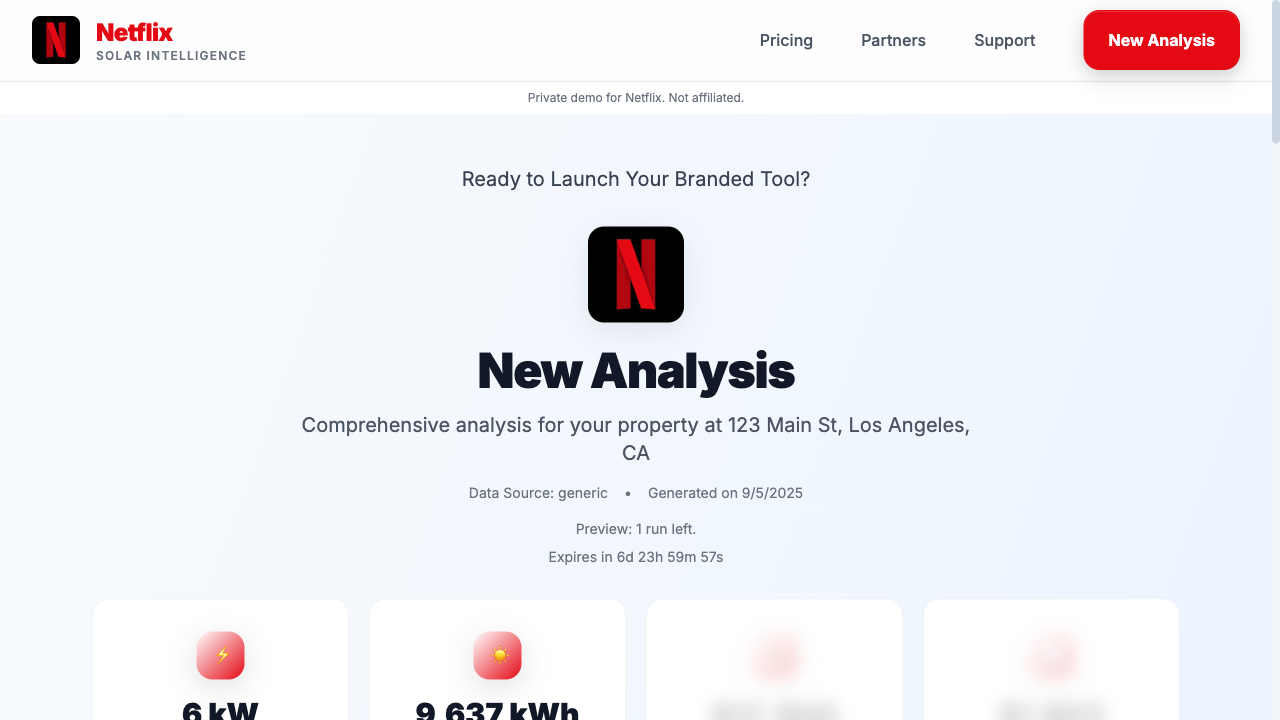 Netflix
SOLAR INTELLIGENCE
Pricing
Partners
Support
New Analysis
Private demo for Netflix. Not affiliated.
Ready to Launch Your Branded Tool?
New Analysis
Comprehensive analysis for your property at 123 Main St, Los Angeles,
CA
Data Source: generic • Generated on 9/5/2025
Preview: 1 run left.
Expires in 6d 23h 59m 57s
6 kW
9,637 kWh